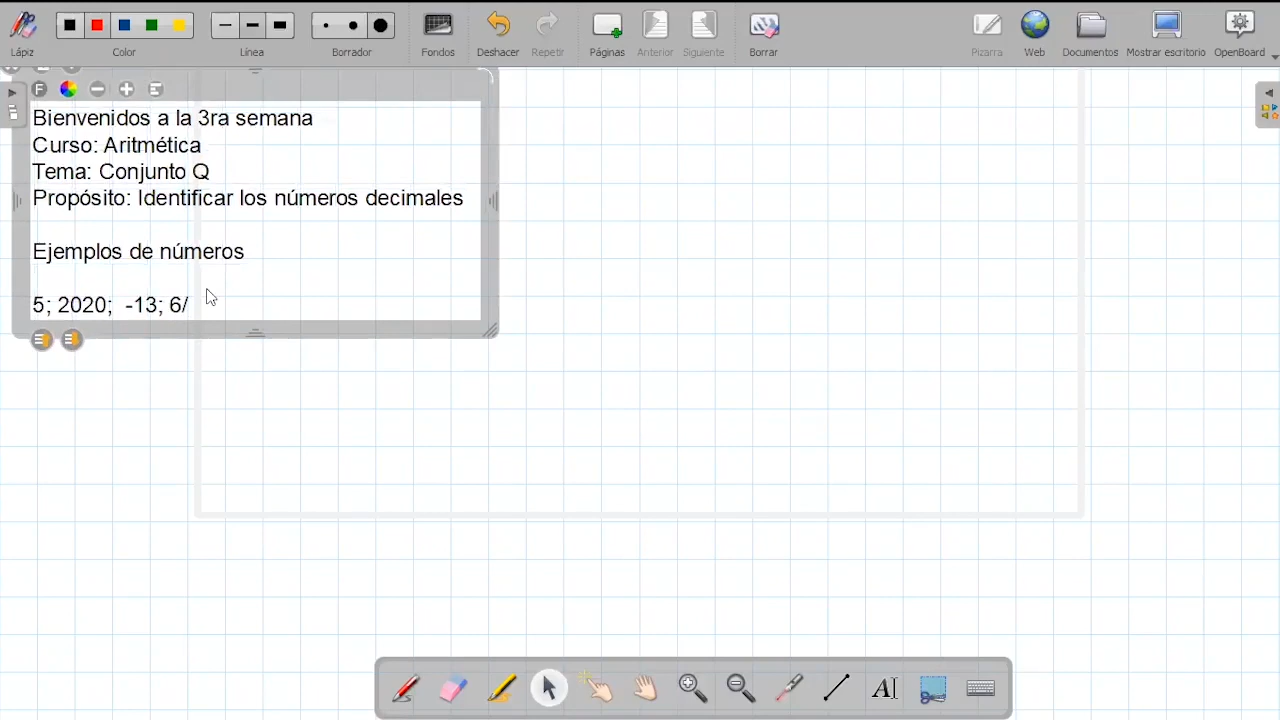 Lápiz
Color
Línea
Borrador
Fondos
Deshacer
Repetir
Páginas
Anterior
Siguiente
Borrar
Pizarra
Web
Documentos
Mostrar escritorio
OpenBoard
F
Bienvenidos a la 3ra semana
Curso: Aritmética
Tema: Conjunto Q
Propósito: Identificar los números decimales
Ejemplos de números
5; 2020;  -13; 6/
AI